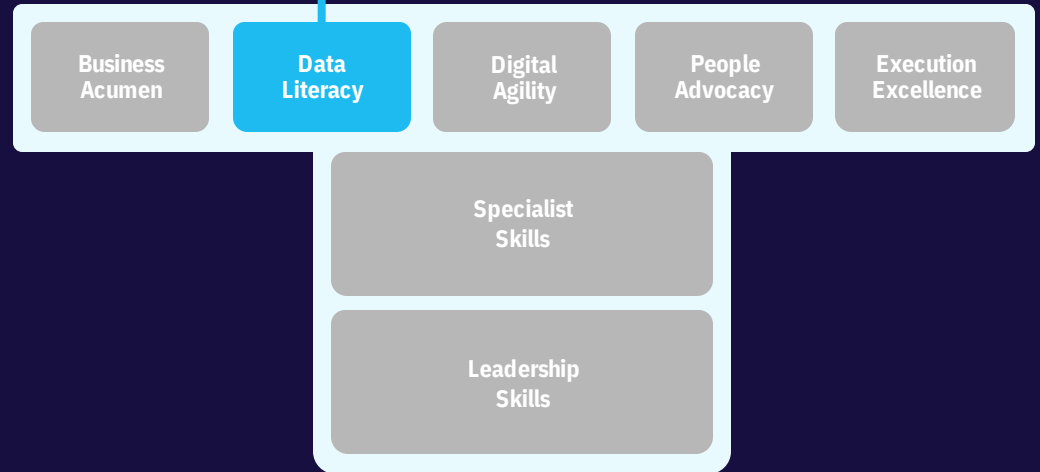 Business
Acumen
Data
Literacy
Digital
Agility
People
Advocacy
Execution
Excellence
Specialist
Skills
Leadership
Skills